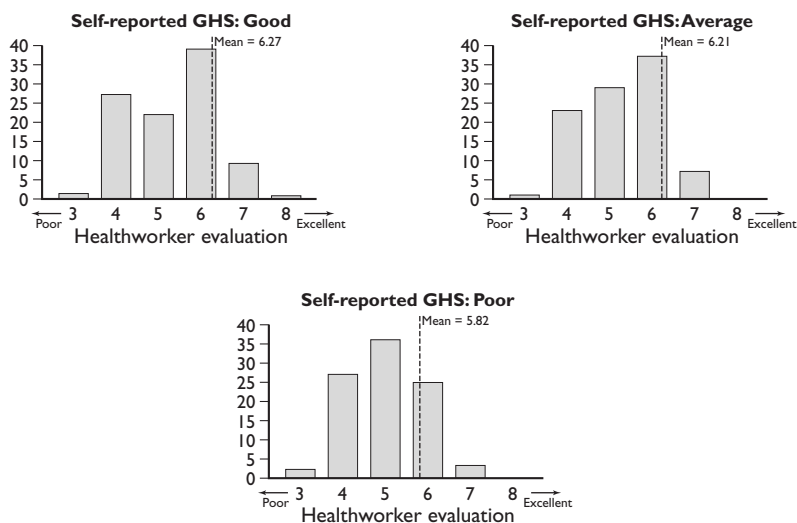 Self-reported GHS: Good
Mean = 6.27
40
35
30
25
20
15
10
5
0
3 4 5 6 7 8
Poor Excellent
Healthworker evaluation
Self-reported GHS: Average
Mean = 6.21
40
35
30
25
20
15
10
5
0
3 4 5 6 7 8
Poor Excellent
Healthworker evaluation
Self-reported GHS: Poor
Mean = 5.82
40
35
30
25
20
15
10
5
0
3 4 5 6 7 8
Poor Excellent
Healthworker evaluation